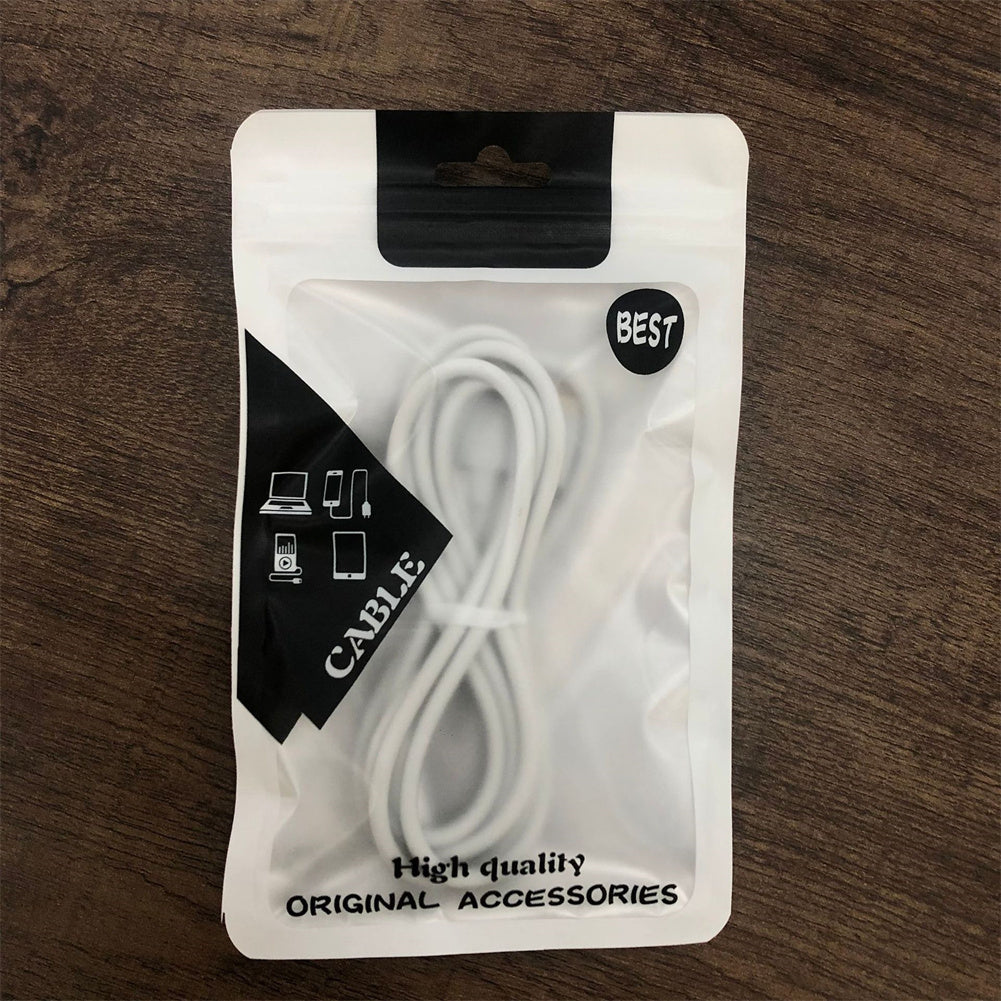 BEST
CABLE
High quality
ORIGINAL ACCESSORIES